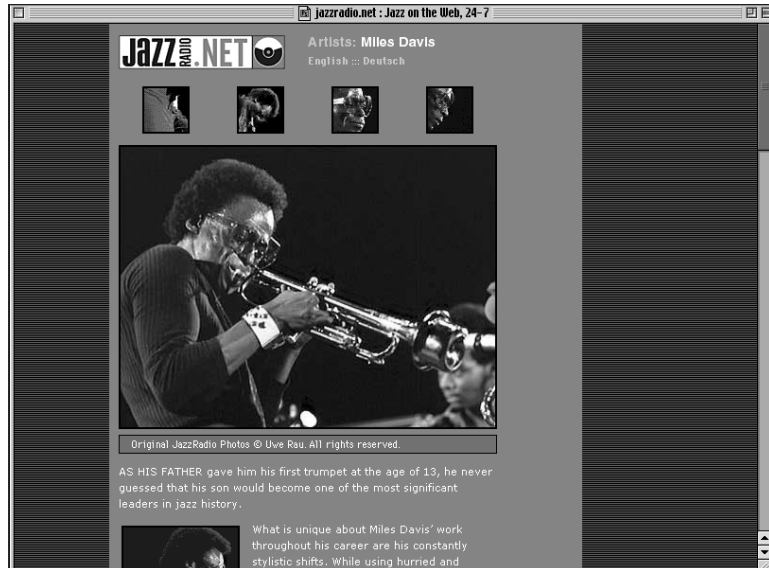 jazzradio.net : Jazz on the Web, 24-7
JAZZ RADIO .NET
Artists: Miles Davis
English ::: Deutsch
Original JazzRadio Photos © Uwe Rau. All rights reserved.
AS HIS FATHER gave him his first trumpet at the age of 13, he never
guessed that his son would become one of the most significant
leaders in jazz history.
What is unique about Miles Davis' work
throughout his career are his constantly
stylistic shifts. While using hurried and